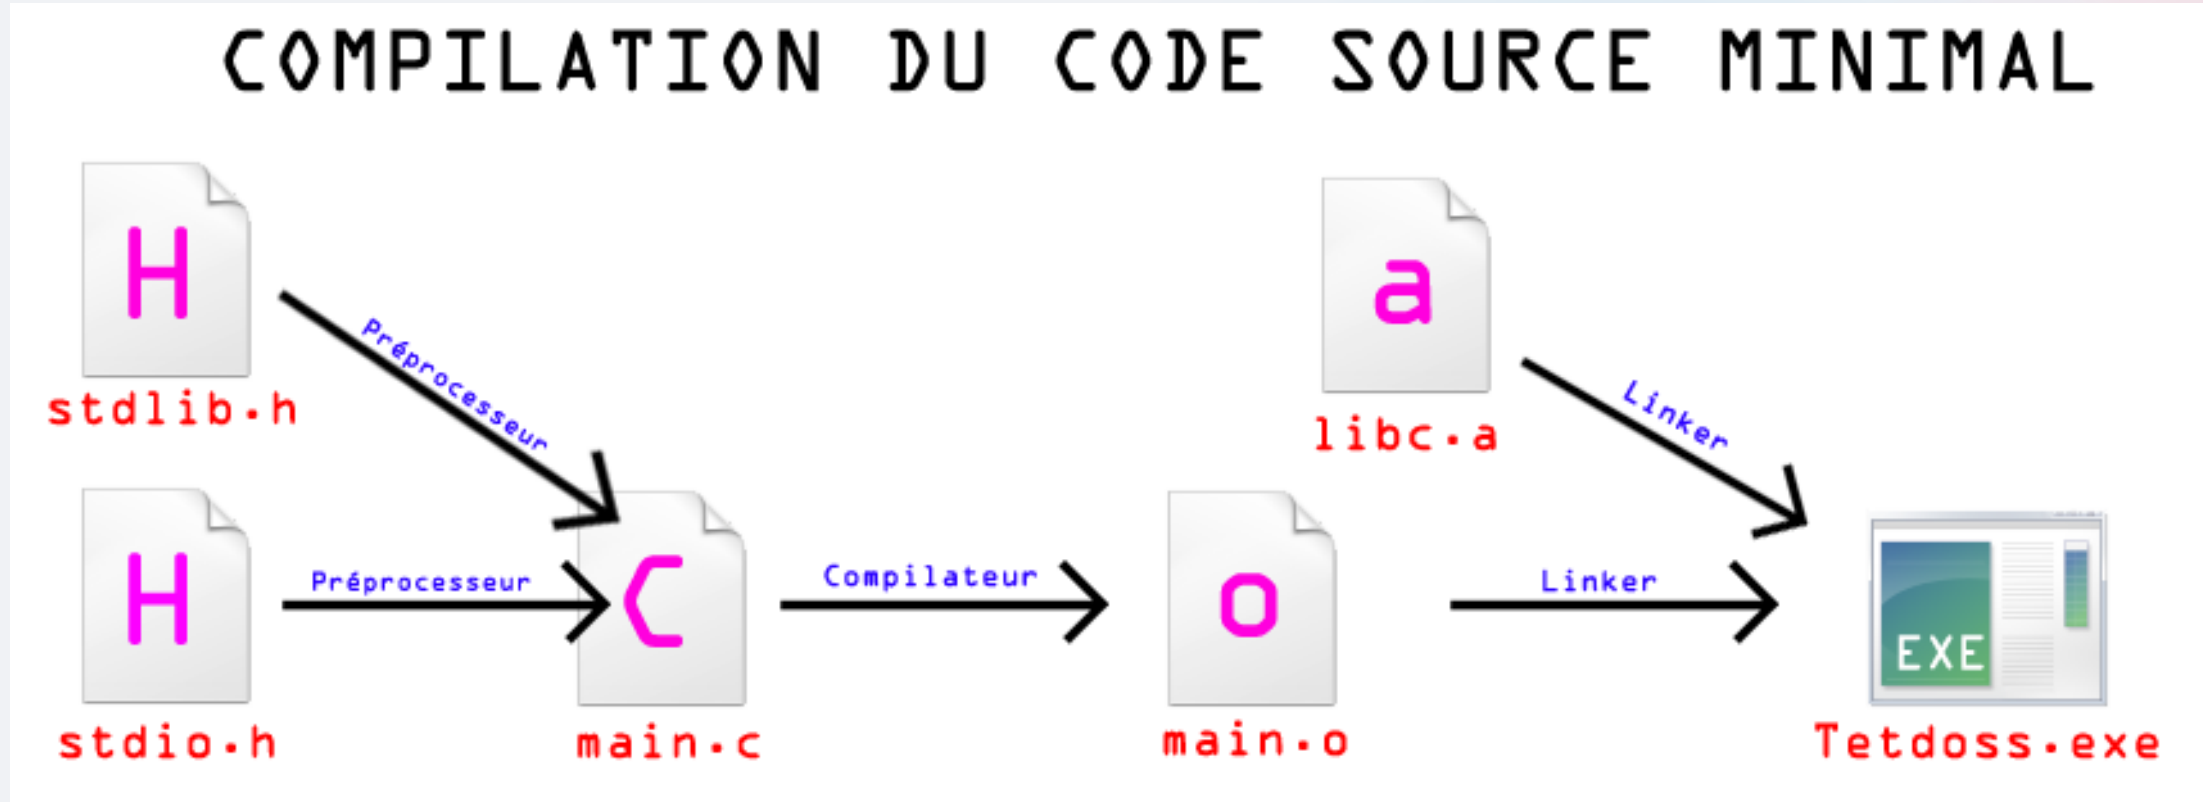 COMPILATION DU CODE SOURCE MINIMAL
H
stdlib.h
Préprocesseur
a
libc.a
Linker
H
stdio.h
Préprocesseur
C
main.c
Compilateur
o
main.o
Linker
EXE
Tetdoss.exe